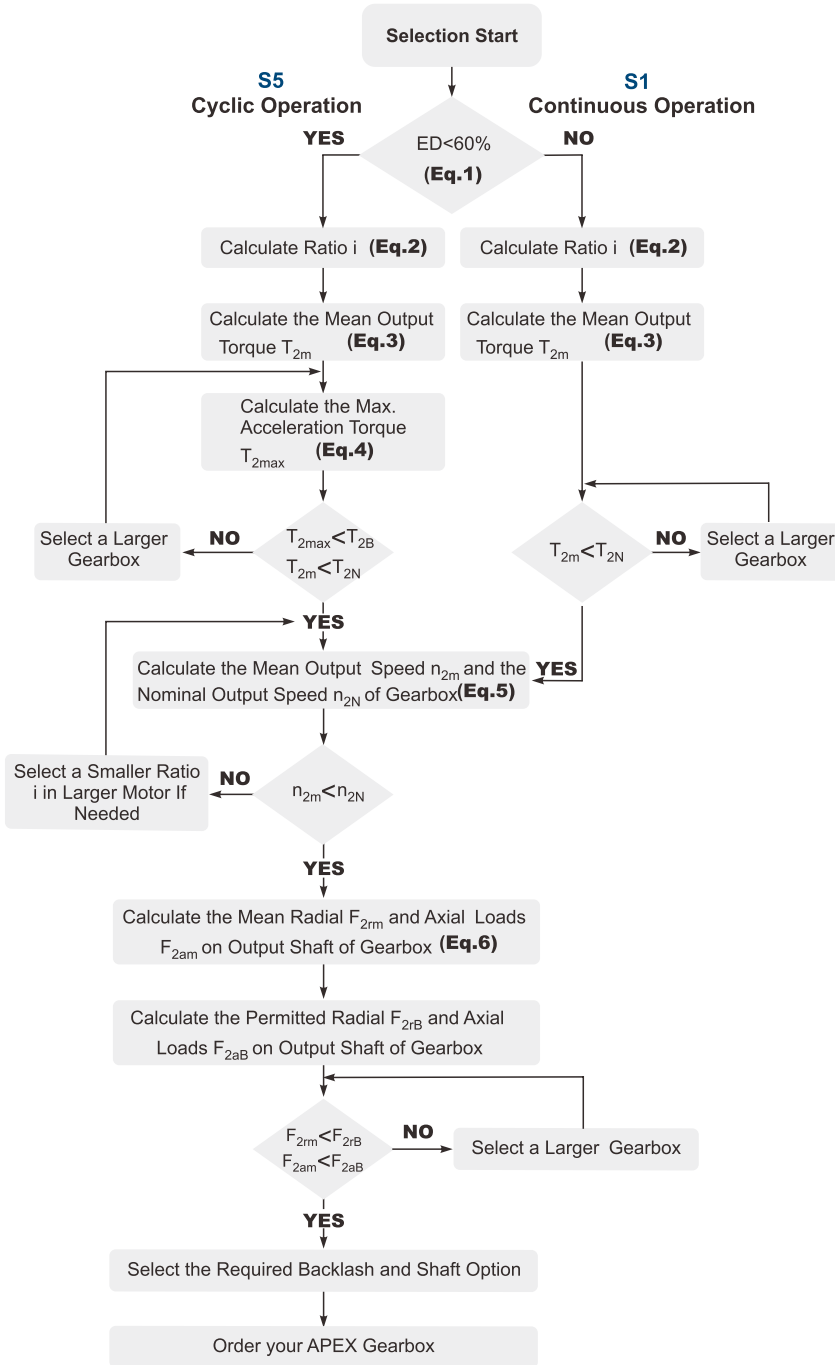 Selection Start
S5
Cyclic Operation
S1
Continuous Operation
YES
NO
ED<60%
(Eq.1)
Calculate Ratio i (Eq.2)
Calculate Ratio i (Eq.2)
Calculate the Mean Output
Torque T2m (Eq.3)
Calculate the Mean Output
Torque T2m (Eq.3)
Calculate the Max.
Acceleration Torque
T2max (Eq.4)
Select a Larger
Gearbox
NO
T2max<T2B
T2m<T2N
T2m<T2N
NO
Select a Larger
Gearbox
YES
Calculate the Mean Output Speed n2m and the
Nominal Output Speed n2N of Gearbox(Eq.5)
YES
Select a Smaller Ratio
i in Larger Motor If
Needed
NO
n2m<n2N
YES
Calculate the Mean Radial F2rm and Axial Loads
F2am on Output Shaft of Gearbox (Eq.6)
Calculate the Permitted Radial F2rB and Axial
Loads F2aB on Output Shaft of Gearbox
F2rm<F2rB
F2am<F2aB
NO
Select a Larger Gearbox
YES
Select the Required Backlash and Shaft Option
Order your APEX Gearbox